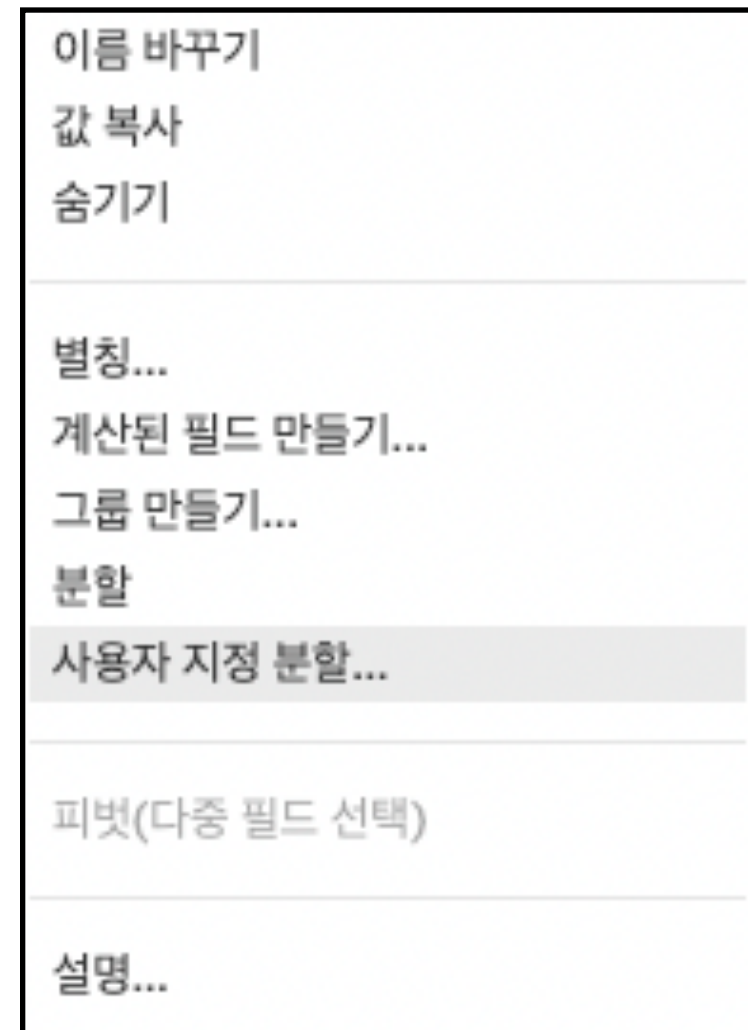 이름 바꾸기
값 복사
숨기기
별칭...
계산된 필드 만들기...
그룹 만들기...
분할
사용자 지정 분할...
피벗(다중 필드 선택)
설명...